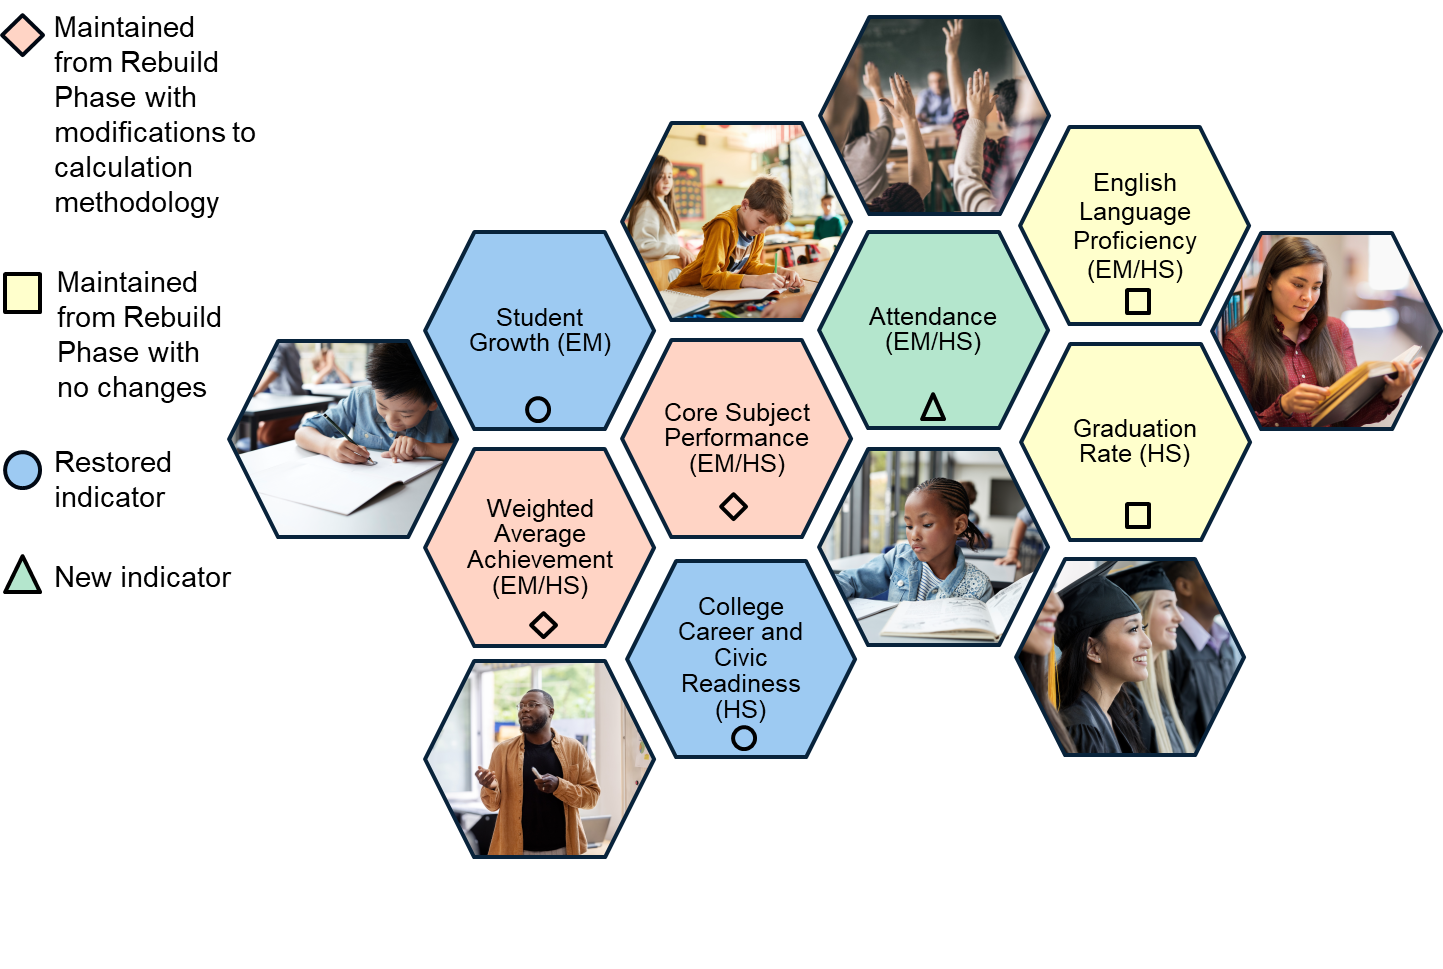 Maintained
from Rebuild
Phase with
modifications to
calculation
methodology
Maintained
from Rebuild
Phase with
no changes
Restored
indicator
New indicator
English
Language
Proficiency
(EM/HS)
Student
Growth (EM)
Attendance
(EM/HS)
Core Subject
Performance
(EM/HS)
Graduation
Rate (HS)
Weighted
Average
Achievement
(EM/HS)
College
Career and
Civic
Readiness
(HS)